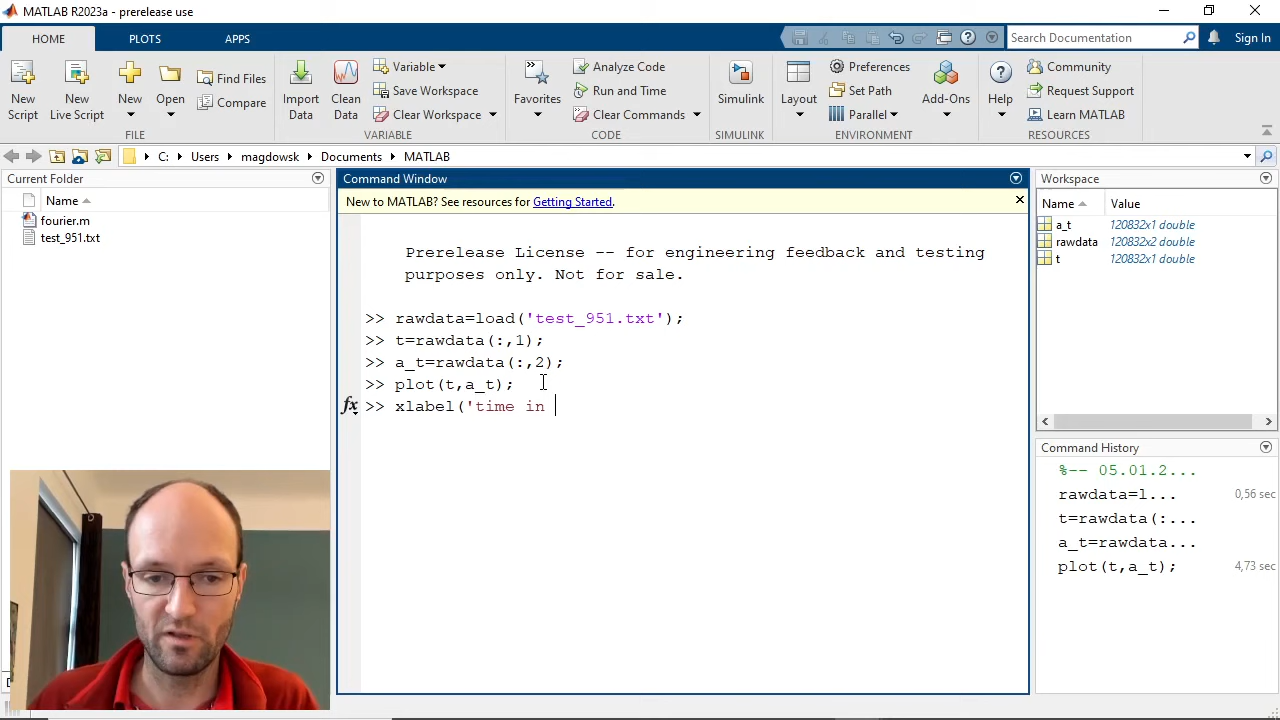 MATLAB R2023a - prerelease use
HOME PLOTS APPS
Search Documentation
Sign In
New Script
New Live Script
New
Open
Find Files
Compare
FILE
Import Data
Clean Data
Variable
Save Workspace
Clear Workspace
VARIABLE
Favorites
Analyze Code
Run and Time
Clear Commands
CODE
Simulink
SIMULINK
Layout
Preferences
Set Path
Parallel
Add-Ons
ENVIRONMENT
Help
Community
Request Support
Learn MATLAB
RESOURCES
C: Users magdowsk Documents MATLAB
Current Folder
Name
fourier.m
test_951.txt
Command Window
New to MATLAB? See resources for Getting Started.
Prerelease License -- for engineering feedback and testing
purposes only. Not for sale.
>> rawdata=load('test_951.txt');
>> t=rawdata(:,1);
>> a_t=rawdata(:,2);
>> plot(t,a_t);
fx >> xlabel('time in
Workspace
Name Value
a_t 120832x1 double
rawdata 120832x2 double
t 120832x1 double
Command History
%-- 05.01.2...
rawdata=l... 0,56 sec
t=rawdata(:...
a_t=rawdata...
plot(t,a_t); 4,73 sec